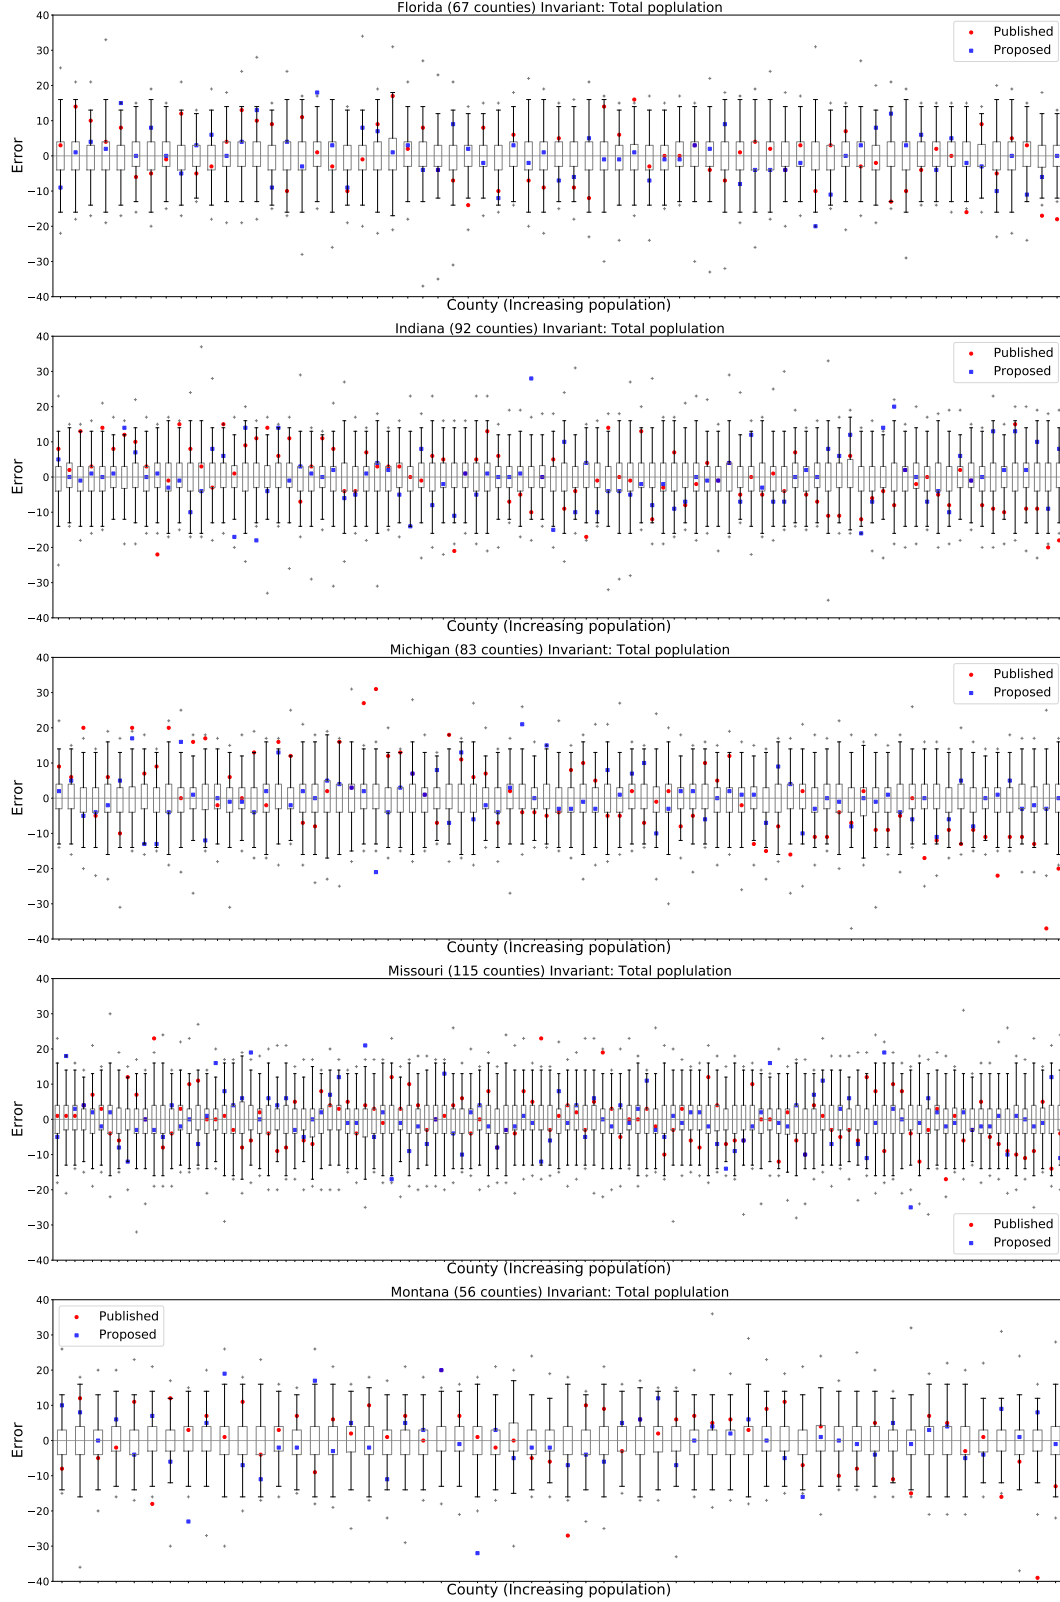 Florida (67 counties) Invariant: Total poplulation
40
30
20
10
0
−10
−20
−30
−40
Error
Published
Proposed
County (Increasing population)
Indiana (92 counties) Invariant: Total poplulation
40
30
20
10
0
−10
−20
−30
−40
Error
Published
Proposed
County (Increasing population)
Michigan (83 counties) Invariant: Total poplulation
40
30
20
10
0
−10
−20
−30
−40
Error
Published
Proposed
County (Increasing population)
Missouri (115 counties) Invariant: Total poplulation
40
30
20
10
0
−10
−20
−30
−40
Error
Published
Proposed
County (Increasing population)
Montana (56 counties) Invariant: Total poplulation
40
30
20
10
0
−10
−20
−30
−40
Error
Published
Proposed
County (Increasing population)